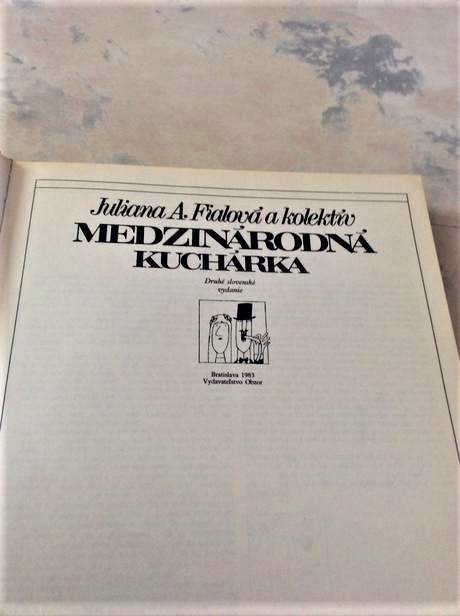 Juliana A. Fialová a kolektív
MEDZINÁRODNÁ
KUCHÁRKA
Druhé slovenské
vydanie
Bratislava 1983
Vydavateľstvo Obzor